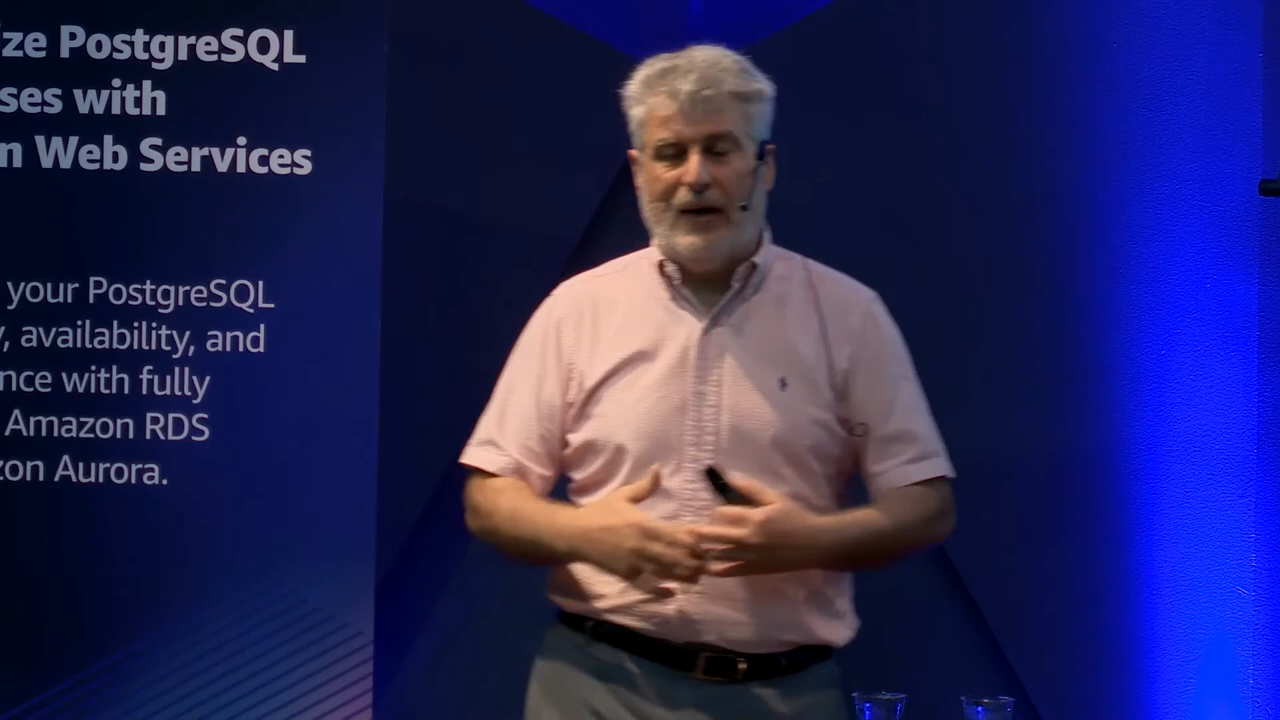 ize PostgreSQL
ses with
n Web Services
your PostgreSQL
, availability, and
nce with fully
Amazon RDS
zon Aurora.